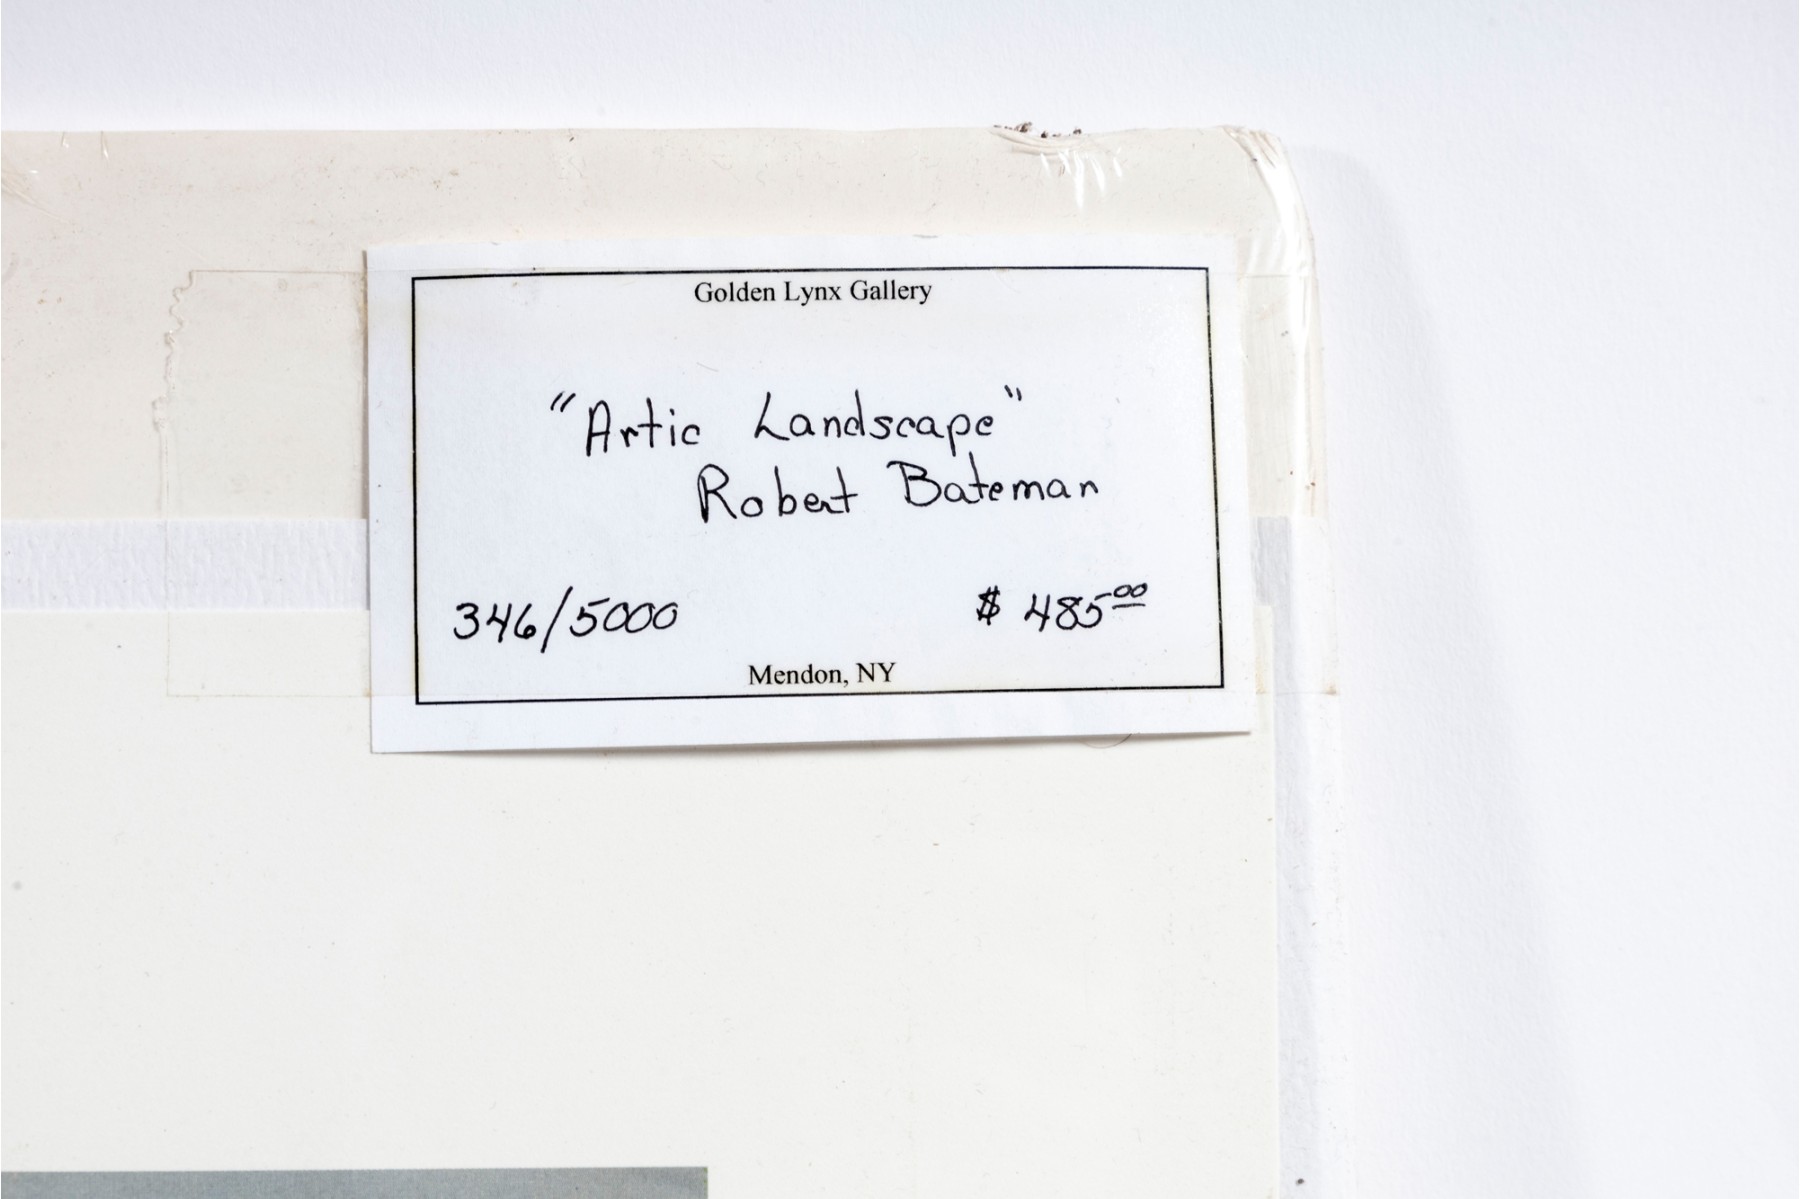 Golden Lynx Gallery
"Artic Landscape"
Robert Bateman
346/5000 $ 485.00
Mendon, NY